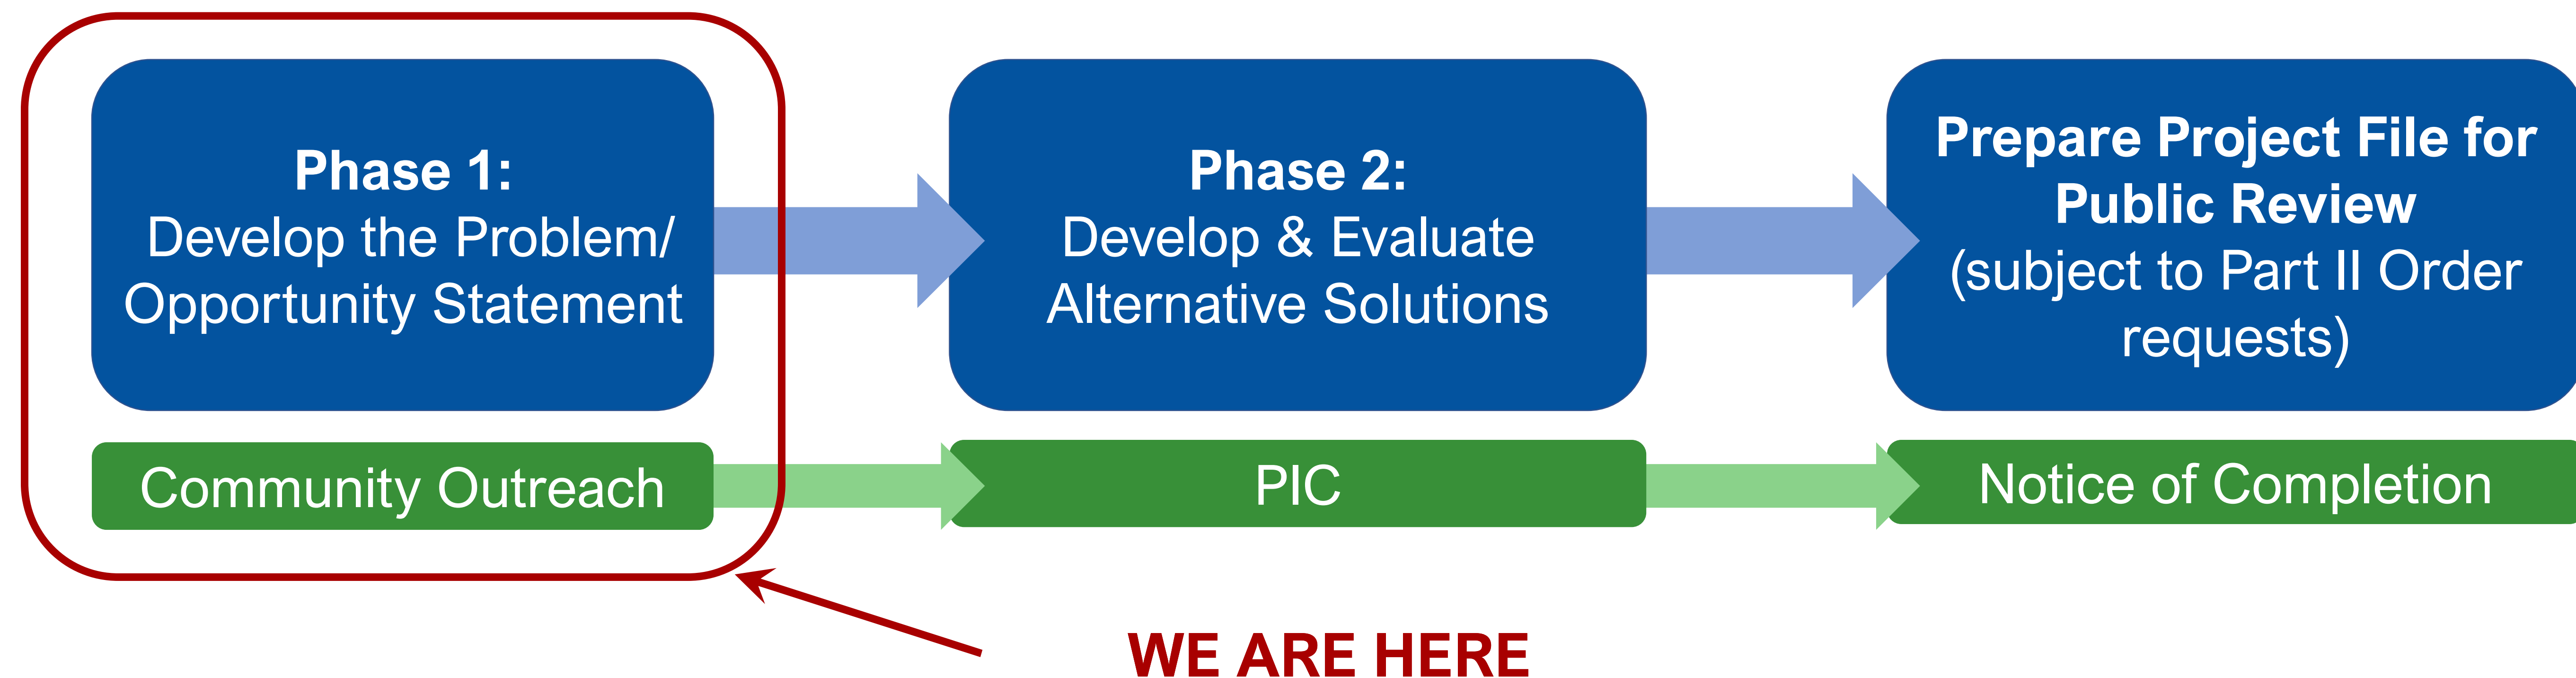 Phase 1:
Develop the Problem/
Opportunity Statement
Phase 2:
Develop & Evaluate
Alternative Solutions
Prepare Project File for
Public Review
(subject to Part II Order
requests)
Community Outreach
PIC
Notice of Completion
WE ARE HERE